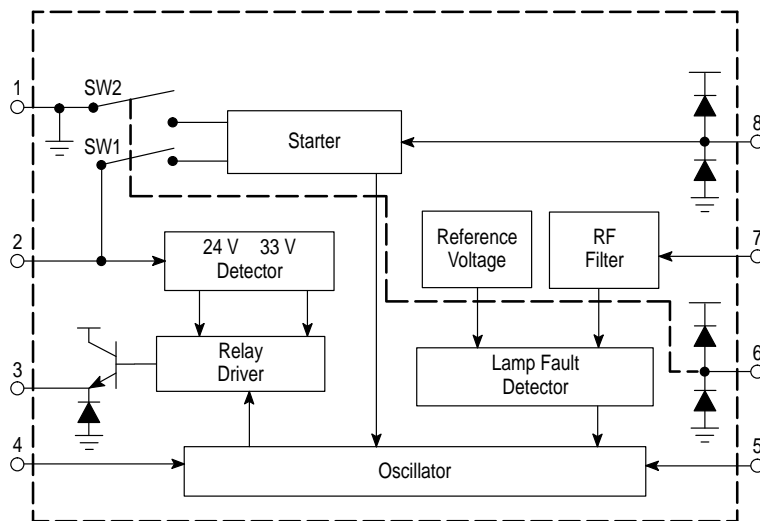 1
SW2
SW1
Starter
8
2
24 V 33 V
Detector
Reference
Voltage
RF
Filter
7
3
Relay
Driver
Lamp Fault
Detector
6
4
Oscillator
5